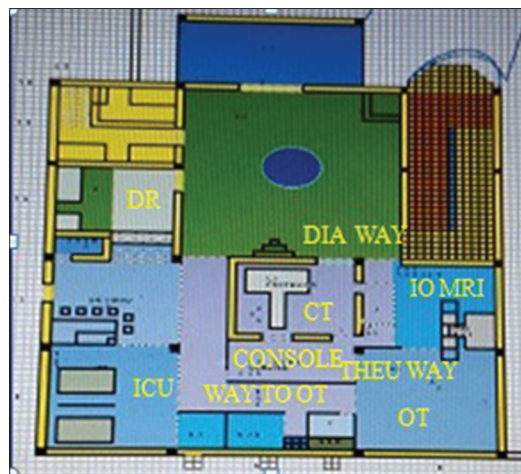 DR
DIA WAY
IO MRI
CT
CONSOLE
THEU WAY
ICU
WAY TO OT
OT